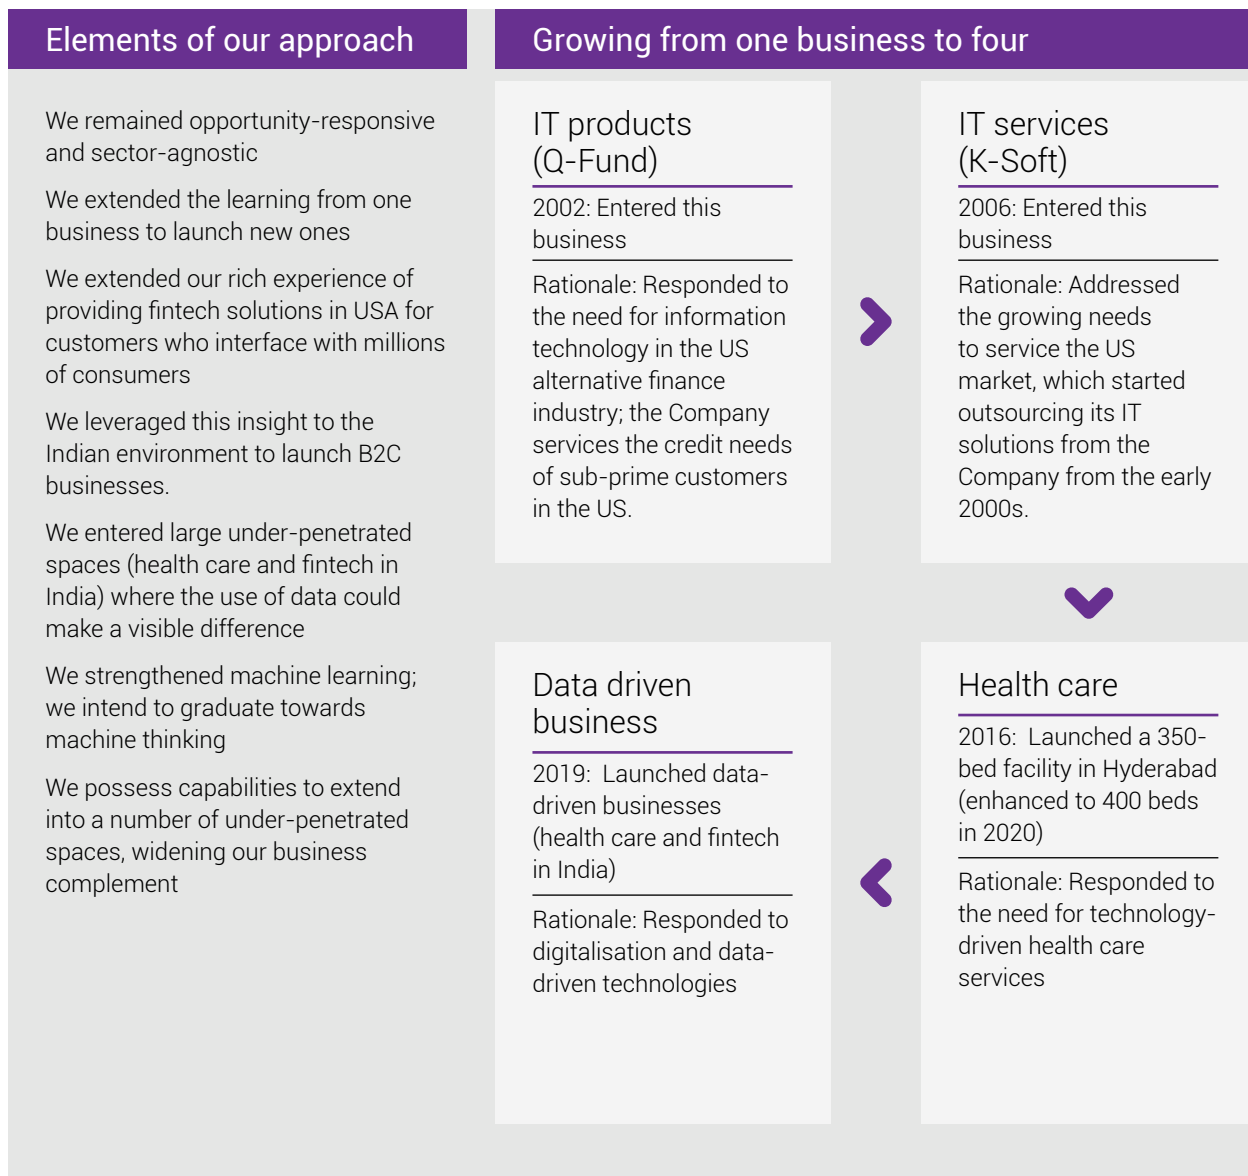 Elements of our approach
We remained opportunity-responsive
and sector-agnostic
We extended the learning from one
business to launch new ones
We extended our rich experience of
providing fintech solutions in USA for
customers who interface with millions
of consumers
We leveraged this insight to the
Indian environment to launch B2C
businesses.
We entered large under-penetrated
spaces (health care and fintech in
India) where the use of data could
make a visible difference
We strengthened machine learning;
we intend to graduate towards
machine thinking
We possess capabilities to extend
into a number of under-penetrated
spaces, widening our business
complement
Growing from one business to four
IT products
(Q-Fund)
2002: Entered this
business
Rationale: Responded to
the need for information
technology in the US
alternative finance
industry; the Company
services the credit needs
of sub-prime customers
in the US.
IT services
(K-Soft)
2006: Entered this
business
Rationale: Addressed
the growing needs
to service the US
market, which started
outsourcing its IT
solutions from the
Company from the early
2000s.
Health care
2016:  Launched a 350-
bed facility in Hyderabad
(enhanced to 400 beds
in 2020)
Rationale: Responded to
the need for technology-
driven health care
services
Data driven
business
2019:  Launched data-
driven businesses
(health care and fintech
in India)
Rationale: Responded to
digitalisation and data-
driven technologies